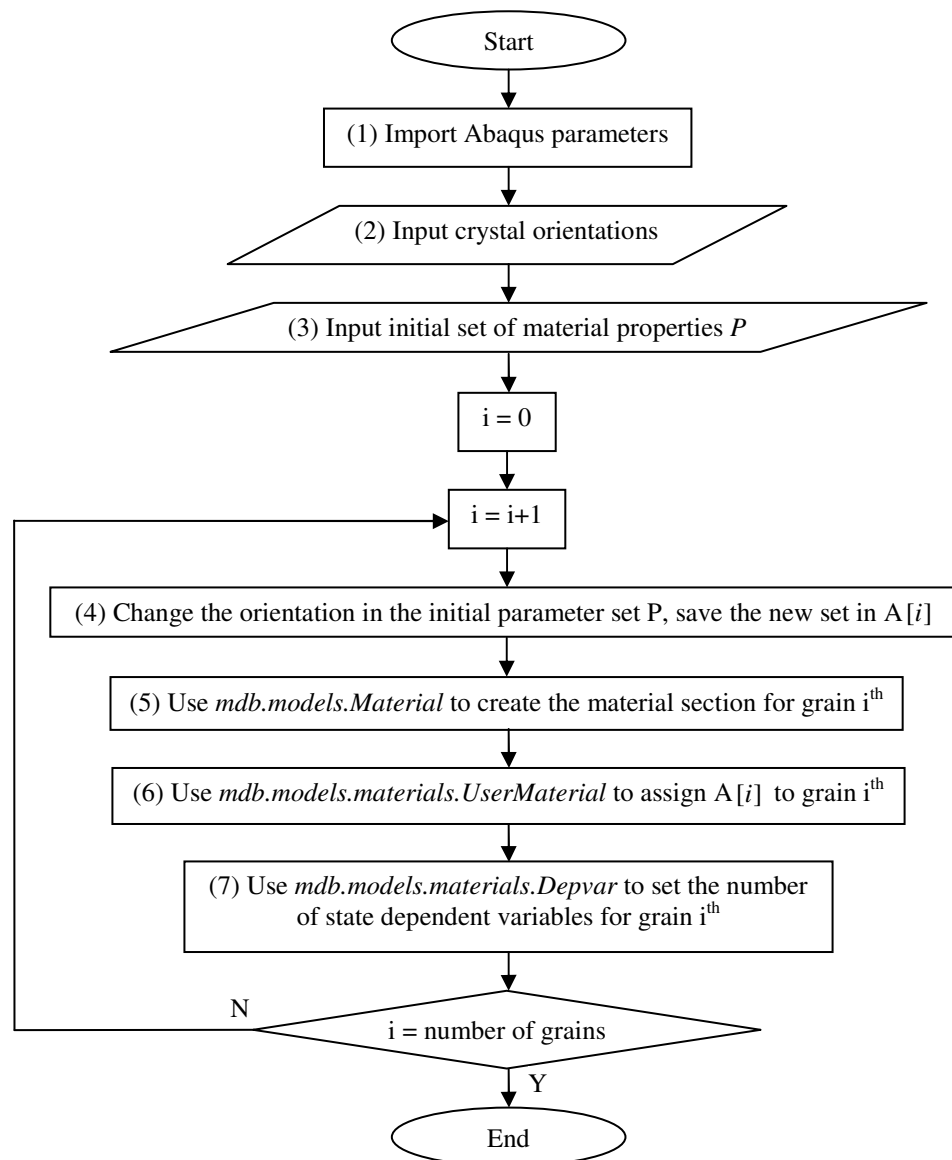 Start
(1) Import Abaqus parameters
(2) Input crystal orientations
(3) Input initial set of material properties P
i = 0
i = i+1
(4) Change the orientation in the initial parameter set P, save the new set in A[i]
(5) Use mdb.models.Material to create the material section for grain ith
(6) Use mdb.models.materials.UserMaterial to assign A[i] to grain ith
(7) Use mdb.models.materials.Depvar to set the number
of state dependent variables for grain ith
N
i = number of grains
Y
End